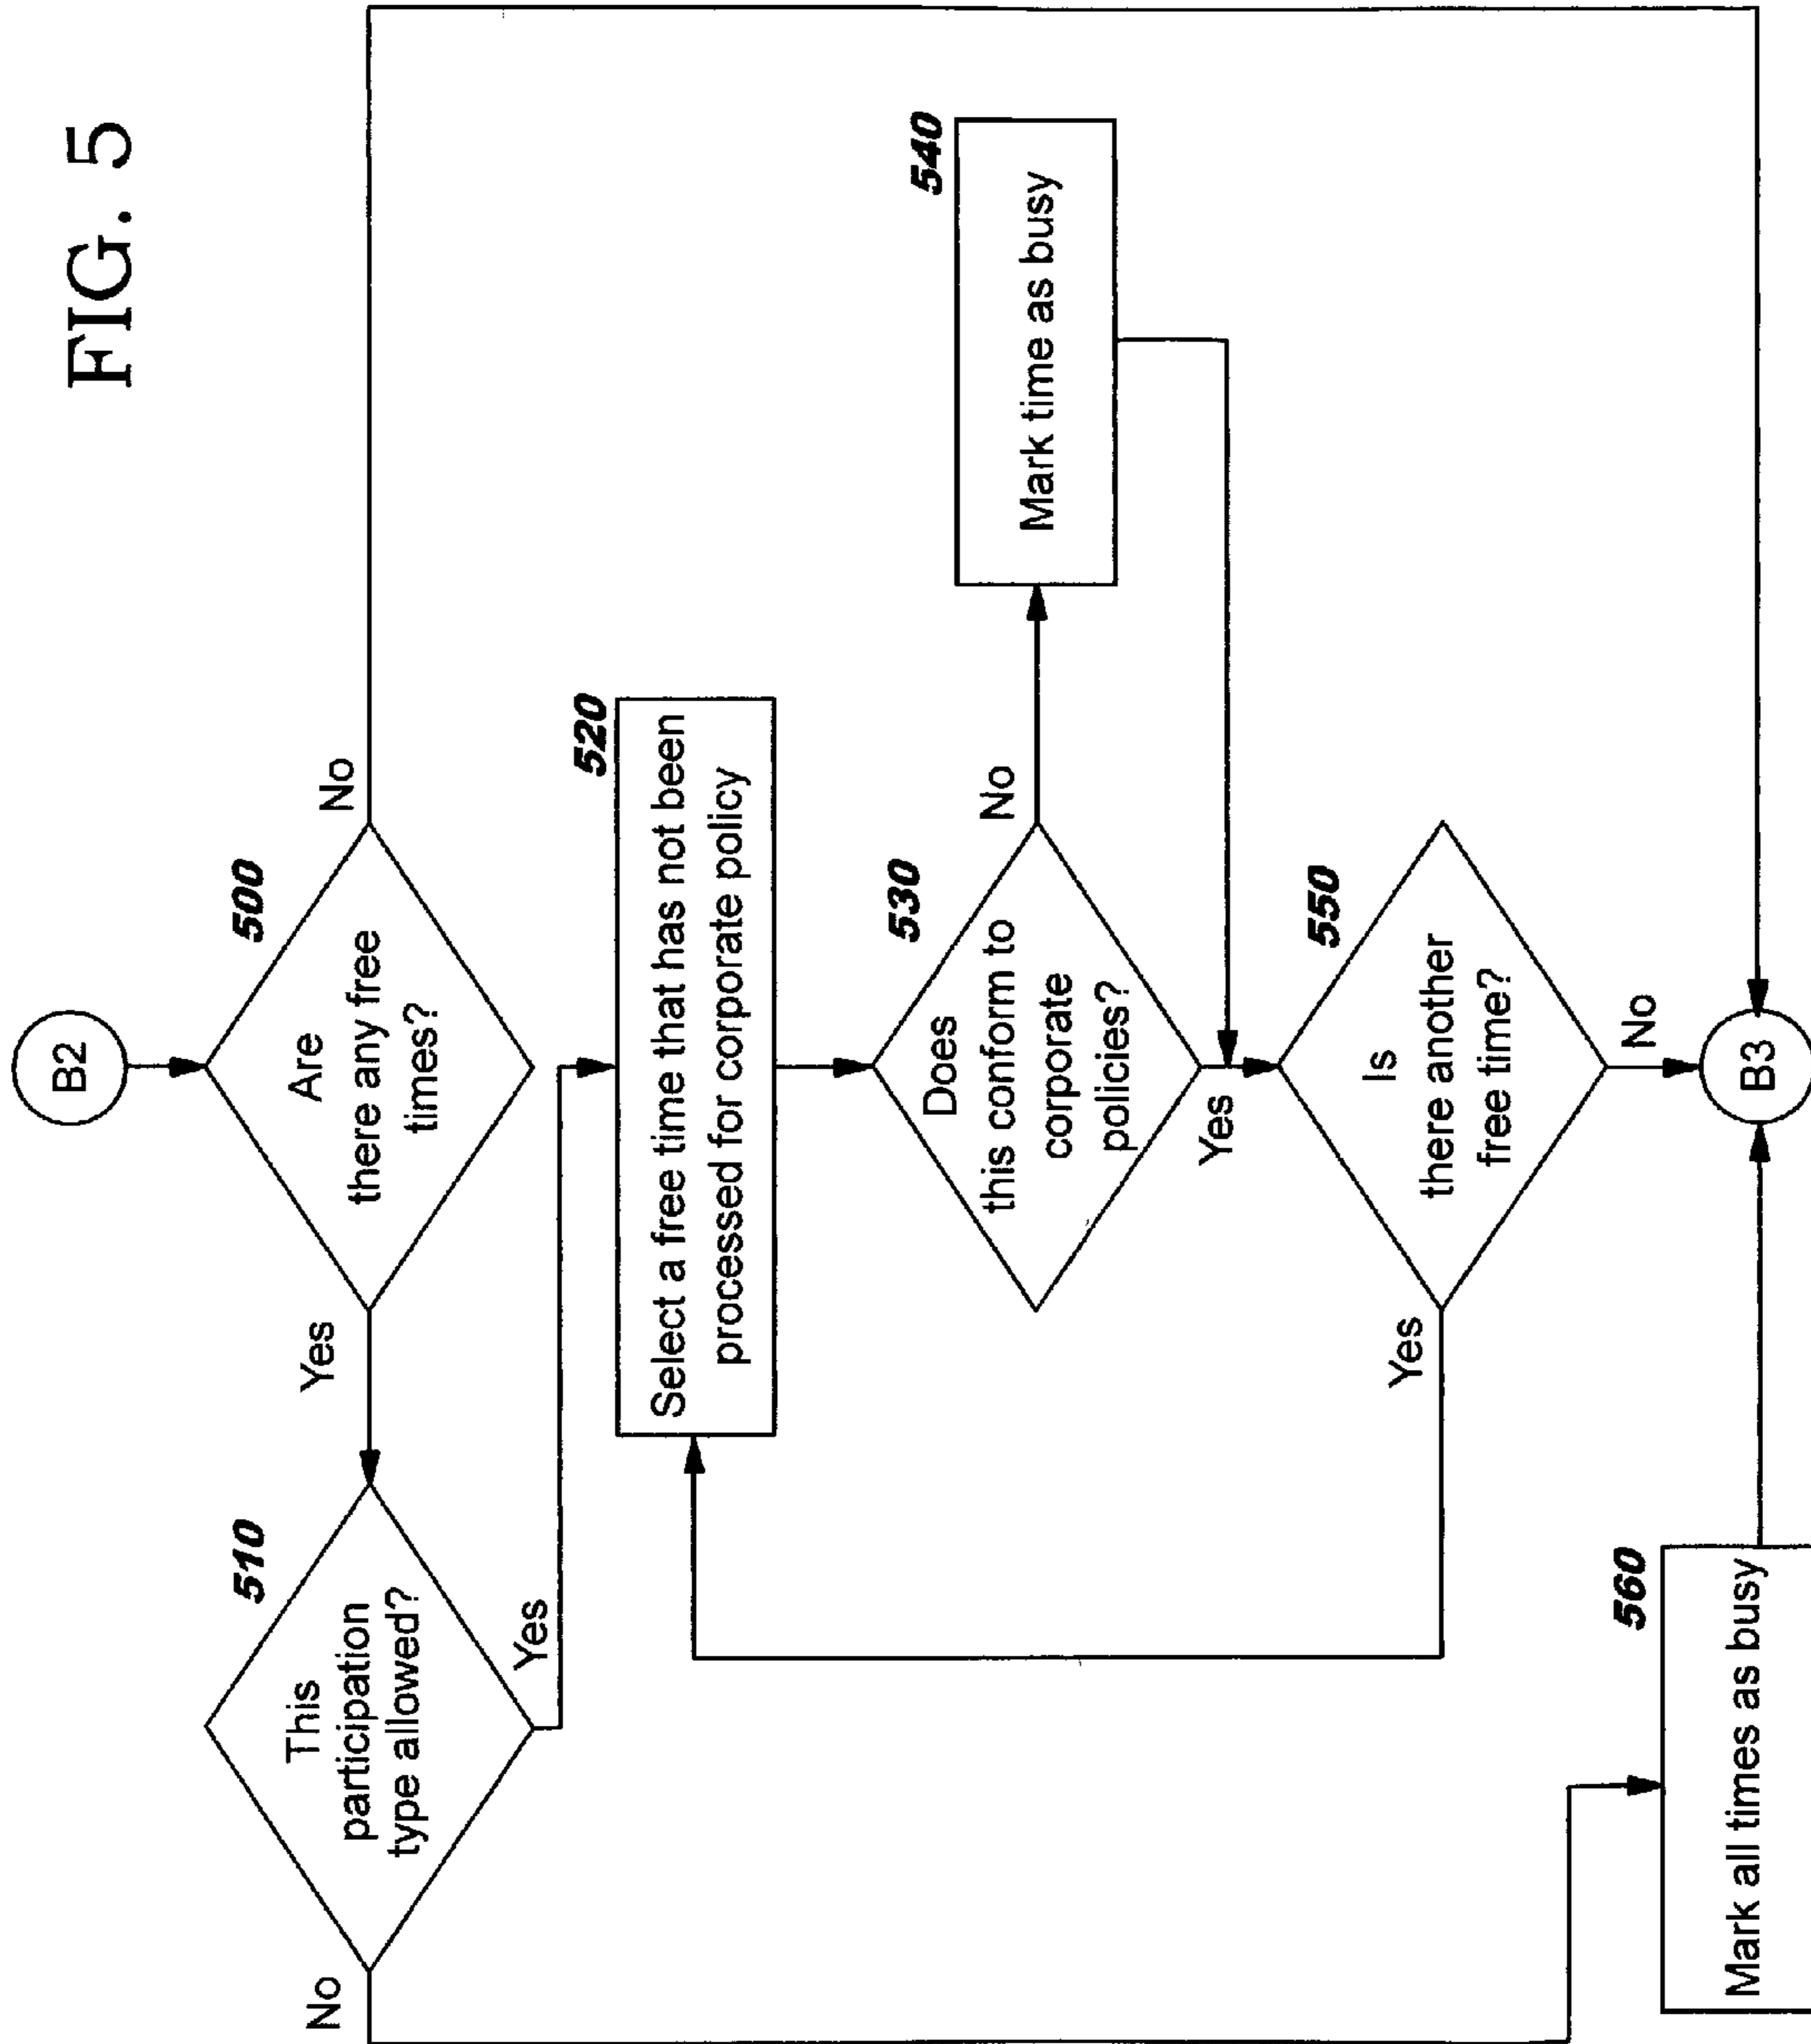 FIG. 5
B2
500
Are
there any free
times?
No
Yes
510
This
participation
type allowed?
No
Yes
520
Select a free time that has not been
processed for corporate policy
530
Does
this conform to
corporate
policies?
No
Yes
540
Mark time as busy
550
Is
there another
free time?
Yes
No
560
Mark all times as busy
B3